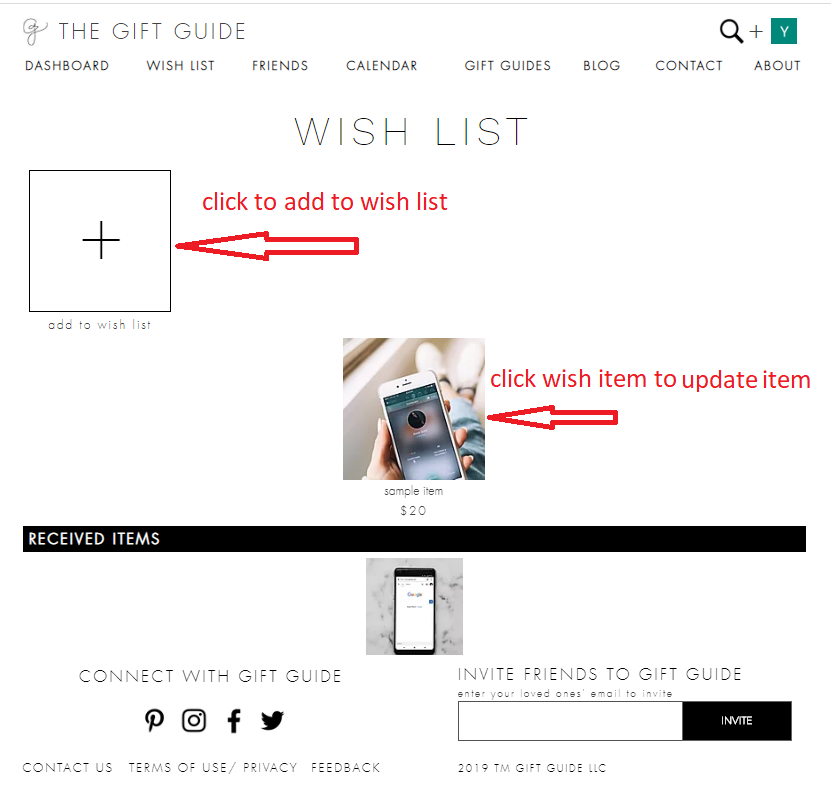 THE GIFT GUIDE
Y
DASHBOARD WISH LIST FRIENDS CALENDAR GIFT GUIDES BLOG CONTACT ABOUT
WISH LIST
click to add to wish list
add to wish list
click wish item to update item
sample item
$20
RECEIVED ITEMS
Google
CONNECT WITH GIFT GUIDE
INVITE FRIENDS TO GIFT GUIDE
enter your loved ones' email to invite
INVITE
CONTACT US TERMS OF USE/ PRIVACY FEEDBACK
2019 TM GIFT GUIDE LLC